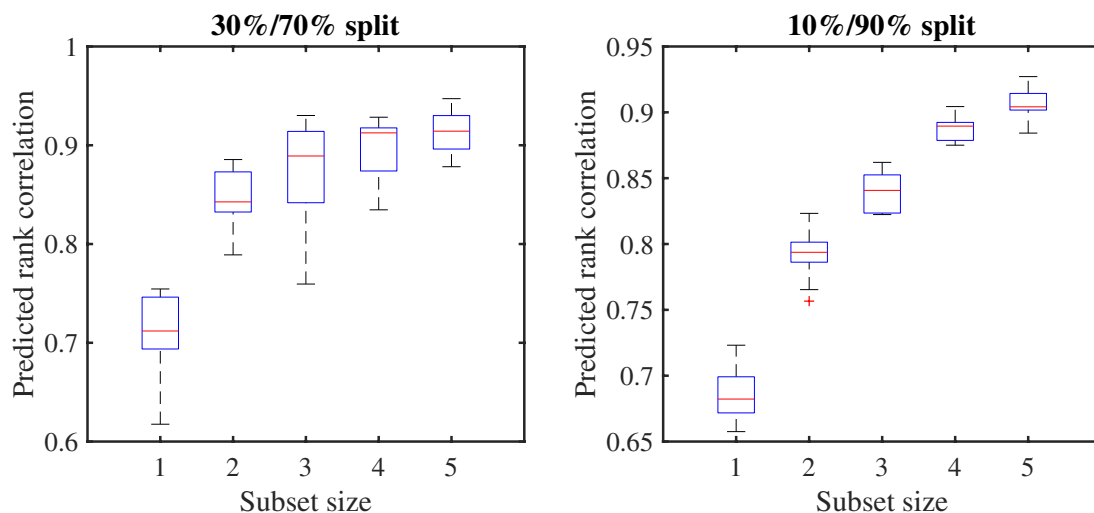 30%/70% split
Predicted rank correlation
1
0.9
0.8
0.7
0.6
1 2 3 4 5
Subset size
10%/90% split
Predicted rank correlation
0.95
0.9
0.85
0.8
0.75
0.7
0.65
1 2 3 4 5
Subset size